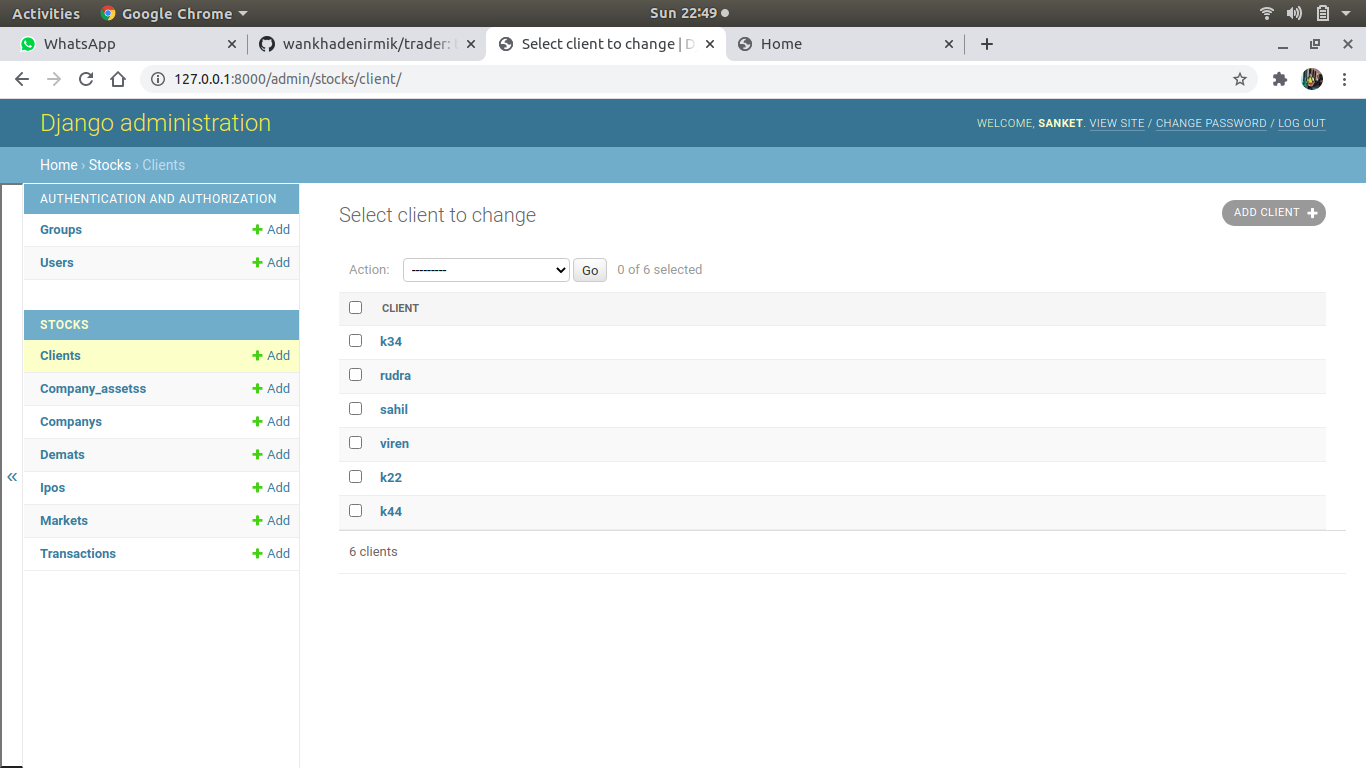 Activities Google Chrome Sun 22:49
WhatsApp wankhadenirmik/trader: Select client to change | D Home
127.0.0.1:8000/admin/stocks/client/
Django administration WELCOME, SANKET. VIEW SITE / CHANGE PASSWORD / LOG OUT
Home › Stocks › Clients
AUTHENTICATION AND AUTHORIZATION
Groups Add
Users Add
STOCKS
Clients Add
Company_assetss Add
Companys Add
Demats Add
Ipos Add
Markets Add
Transactions Add
«
Select client to change ADD CLIENT
Action: --------- Go 0 of 6 selected
CLIENT
k34
rudra
sahil
viren
k22
k44
6 clients